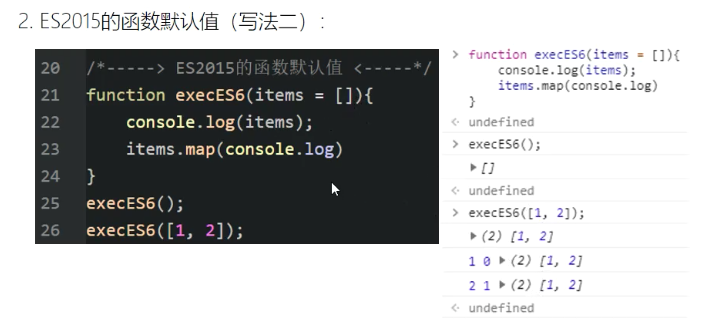 2. ES2015的函数默认值（写法二）:
20 /*-----> ES2015的函数默认值 <-----*/
21 function execES6(items = []){
22 console.log(items);
23 items.map(console.log)
24 }
25 execES6();
26 execES6([1, 2]);
> function execES6(items = []){
console.log(items);
items.map(console.log)
}
<· undefined
> execES6();
▶[]
<· undefined
> execES6([1, 2]);
▶(2) [1, 2]
1 0 ▶(2) [1, 2]
2 1 ▶(2) [1, 2]
<· undefined